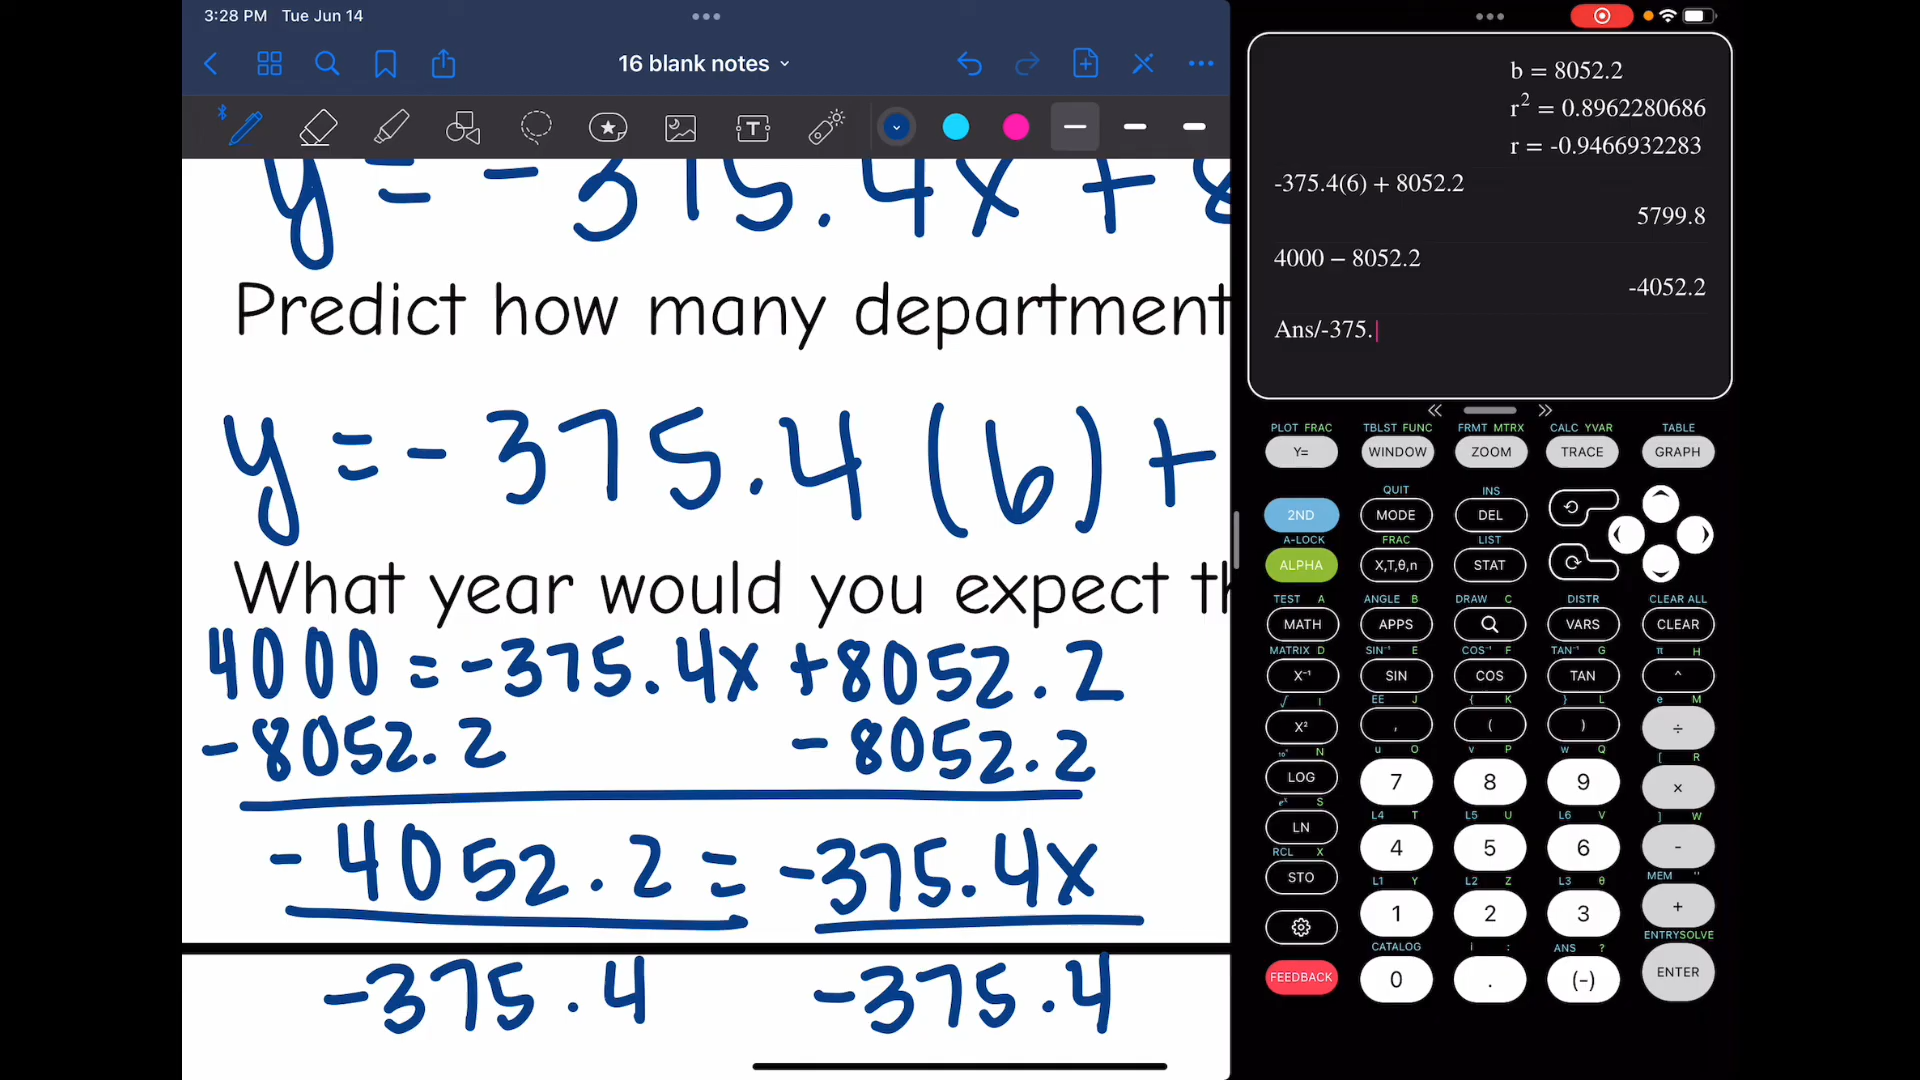 3:28 PM Tue Jun 14
16 blank notes
T
y = -375.4x + 8
Predict how many department
y = -375.4 (6) +
What year would you expect th
4000 = -375.4x + 8052.2
-8052.2 - 8052.2
-4052.2 = -375.4x
-375.4 -375.4
b = 8052.2
r² = 0.8962280686
r = -0.9466932283
-375.4(6) + 8052.2
5799.8
4000 – 8052.2
-4052.2
Ans/-375.
PLOT FRAC TBLST FUNC FRMT MTRX CALC YVAR TABLE
Y= WINDOW ZOOM TRACE GRAPH
QUIT INS
2ND MODE DEL
A-LOCK FRAC LIST
ALPHA X,T,θ,n STAT
TEST A ANGLE B DRAW C DISTR CLEAR ALL
MATH APPS VARS CLEAR
MATRIX D SIN⁻¹ E COS⁻¹ F TAN⁻¹ G π H
X⁻¹ SIN COS TAN ^
√ I EE J { K } L e M
X² , ( ) ÷
10ˣ N u O v P w Q [ R
LOG 7 8 9 ×
eˣ S L4 T L5 U L6 V ] W
LN 4 5 6 -
RCL X L1 Y L2 Z L3 θ MEM "
STO 1 2 3 +
CATALOG i : ANS ? ENTRY SOLVE
FEEDBACK 0 . (-) ENTER